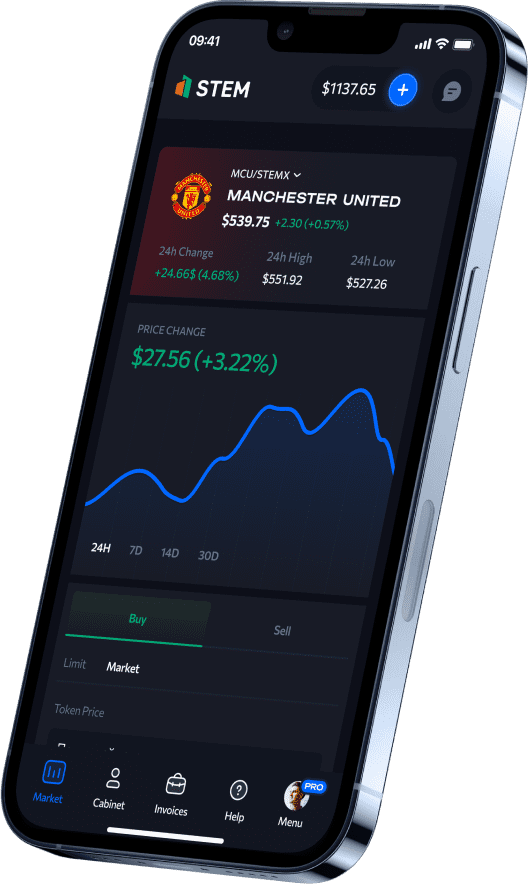 09:41
STEM
$1137.65
MCU/STEMX
MANCHESTER UNITED
$539.75 +2.30 (+0.57%)
24h Change 24h High 24h Low
+24.66$ (4.68%) $551.92 $527.26
PRICE CHANGE
$27.56 (+3.22%)
24H 7D 14D 30D
Buy Sell
Limit Market
Token Price
Market Cabinet Invoices Help Menu
PRO